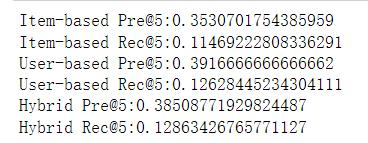 Item-based Pre@5:0.3530701754385959
Item-based Rec@5:0.11469222808336291
User-based Pre@5:0.3916666666666662
User-based Rec@5:0.12628445234304111
Hybrid Pre@5:0.38508771929824487
Hybrid Rec@5:0.12863426765771127